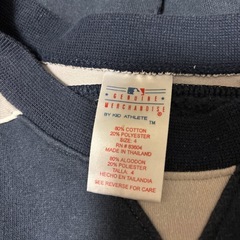 GENUINE
MERCHANDISE
BY KID ATHLETE
TM
80% COTTON
20% POLYESTER
SIZE: 4
RN 93604
MADE IN THAILAND
80% ALGODON
20% POLIESTER
TALLA: 4
HECHO EN TAILANDIA
SEE REVERSE FOR CARE